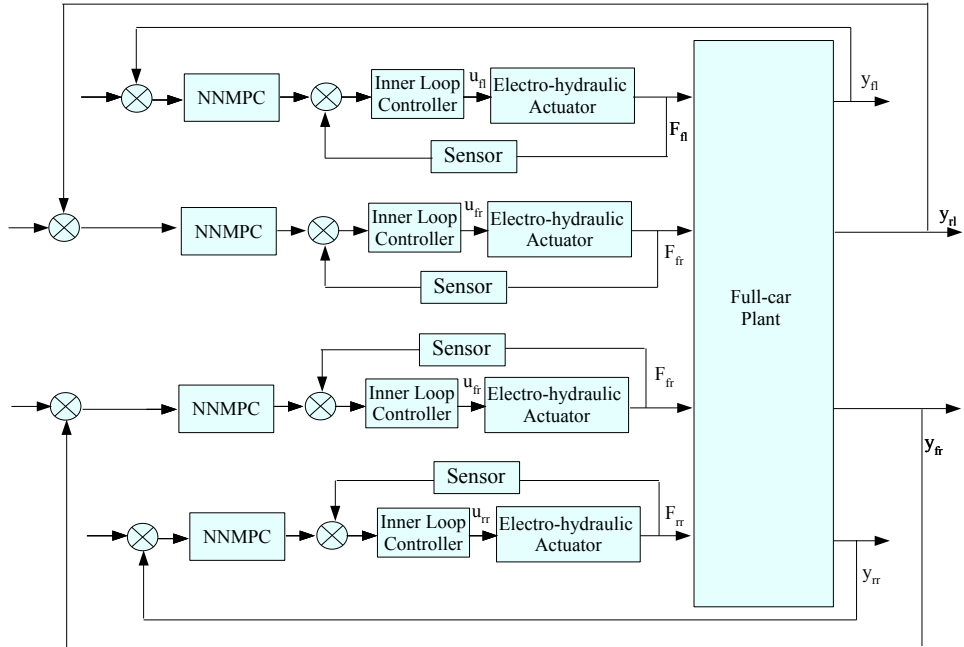 NNMPC
Inner Loop
Controller
u_fl
Electro-hydraulic
Actuator
F_fl
Sensor
y_fl
NNMPC
Inner Loop
Controller
u_fr
Electro-hydraulic
Actuator
F_fr
Sensor
y_rl
Full-car
Plant
Sensor
NNMPC
Inner Loop
Controller
u_fr
Electro-hydraulic
Actuator
F_fr
y_fr
Sensor
NNMPC
Inner Loop
Controller
u_rr
Electro-hydraulic
Actuator
F_rr
y_rr